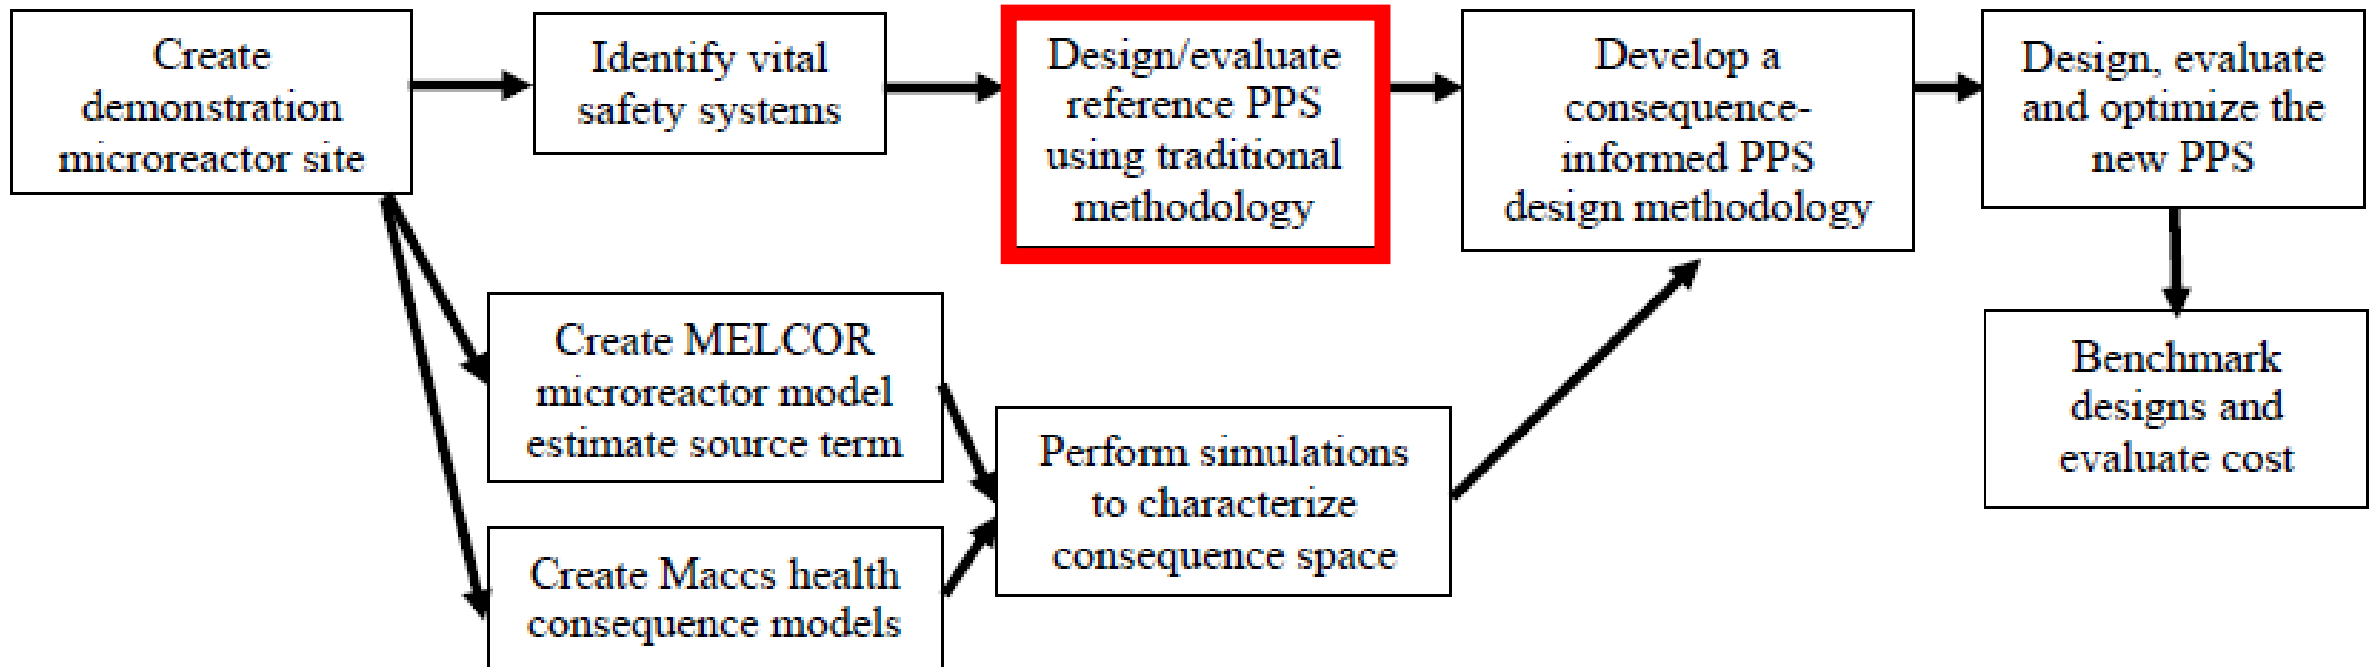 Create
demonstration
microreactor site
Identify vital
safety systems
Design/evaluate
reference PPS
using traditional
methodology
Develop a
consequence-
informed PPS
design methodology
Design, evaluate
and optimize the
new PPS
Create MELCOR
microreactor model
estimate source term
Perform simulations
to characterize
consequence space
Benchmark
designs and
evaluate cost
Create Maccs health
consequence models